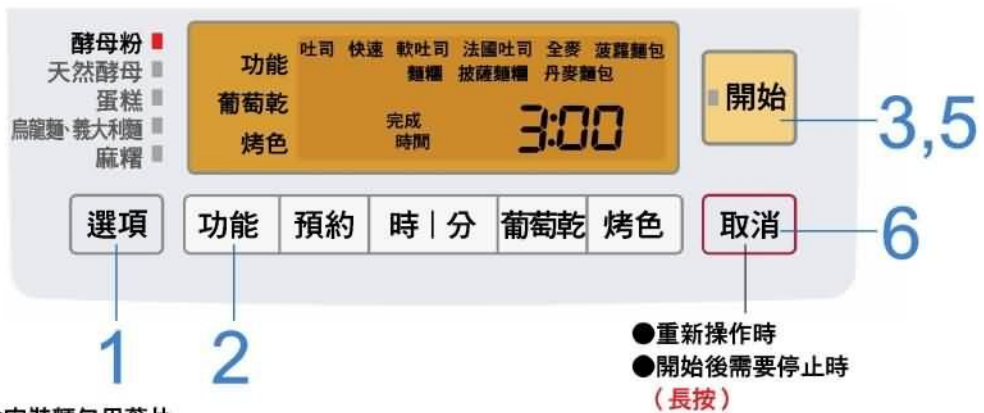 酵母粉
天然酵母
蛋糕
烏龍麵、義大利麵
麻糬
功能 吐司 快速 軟吐司 法國吐司 全麥 菠蘿麵包
麵糰 披薩麵糰 丹麥麵包
葡萄乾
烤色
完成
時間
3:00
開始
3,5
選項 功能 預約 時｜分 葡萄乾 烤色 取消
6
1 2
●重新操作時
●開始後需要停止時
（長按）